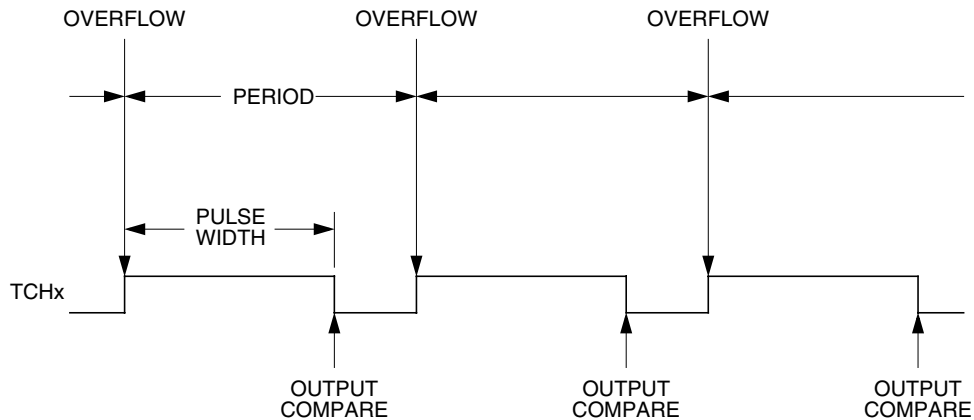 OVERFLOW
OVERFLOW
OVERFLOW
PERIOD
PULSE
WIDTH
TCHx
OUTPUT
COMPARE
OUTPUT
COMPARE
OUTPUT
COMPARE